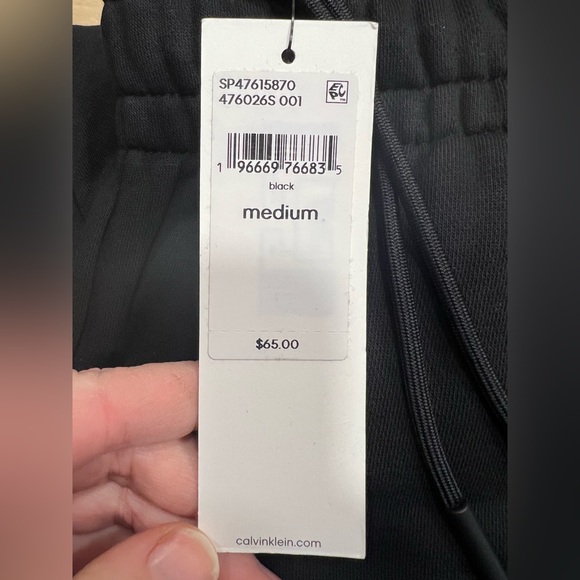 SP47615870
476026S 001
1 96669 76683 5
black
medium
$65.00
calvinklein.com